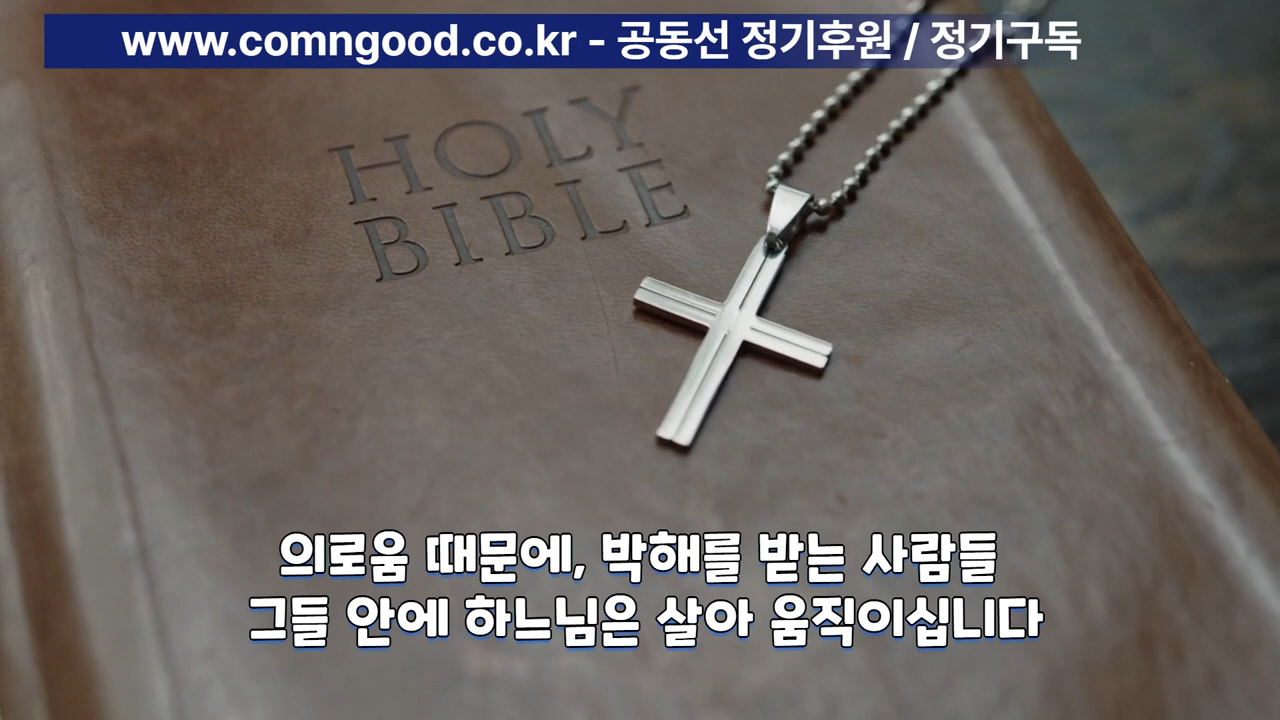 www.comngood.co.kr - 공동선 정기후원 / 정기구독
HOLY
BIBLE
의로움 때문에, 박해를 받는 사람들
그들 안에 하느님은 살아 움직이십니다